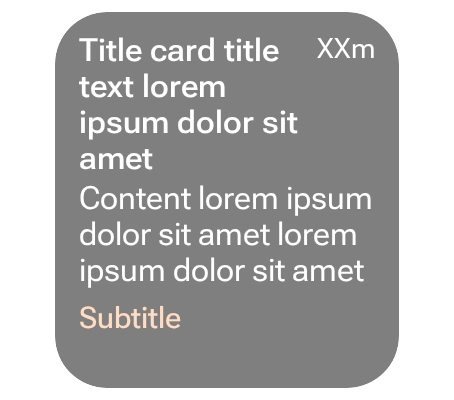 Title card title XXm
text lorem
ipsum dolor sit
amet
Content lorem ipsum
dolor sit amet lorem
ipsum dolor sit amet
Subtitle